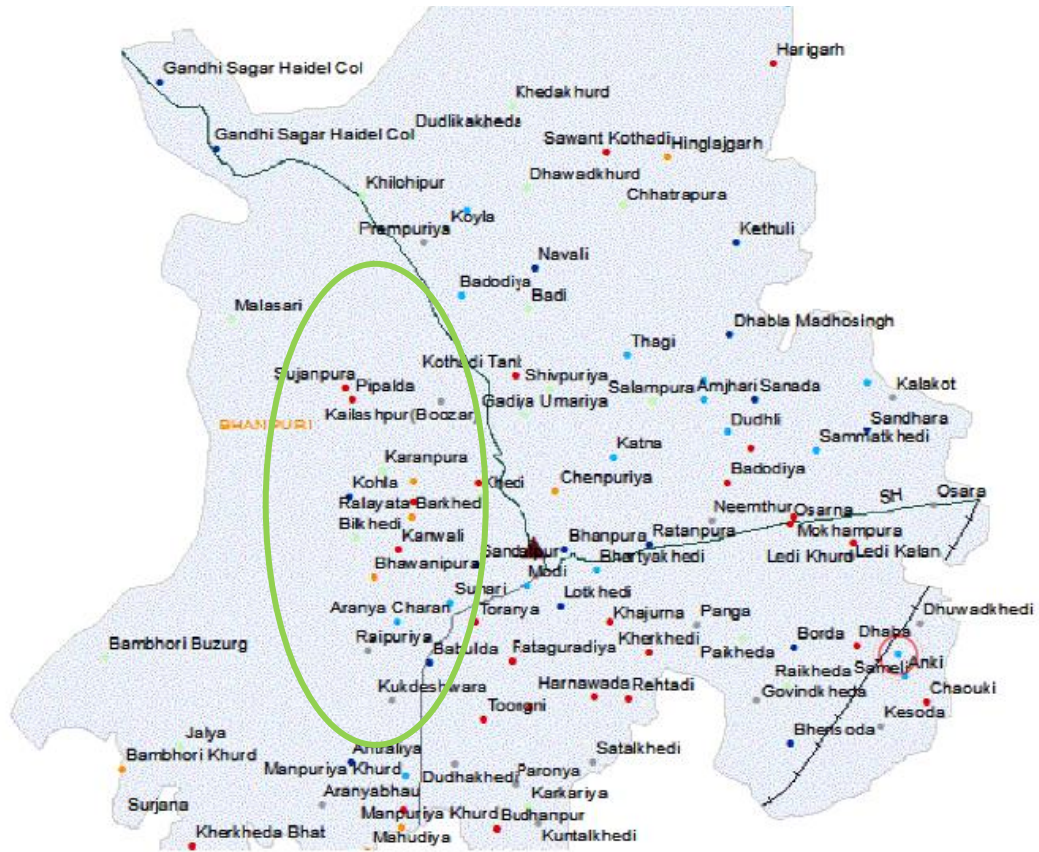 Harigarh
Gandhi Sagar Haidel Col
Khedakhurd
Dudlikakheda
Gandhi Sagar Haidel Col
Sawant Kothadi
Hinglajgarh
Khilohipur
Dhawadkhurd
Chhatrapura
Koyla
Prempuriya
Kethuli
Navali
Badodiya
Badi
Malasari
Dhabla Madhosingh
Thagi
Kothadi Tank
Sujanpura
Pipalda
Shivpuriya
Salampura
Amjhari
Sanada
Kalakot
Kailashpur(Boozar)
Gadiya Umariya
BHANPURI
Dudhli
Sandhara
Sammatkhedi
Katna
Karanpura
Chenpuriya
Badodiya
Kohla
Khedi
Ralayata
Barkhed
SH
Osara
Neemthur
Osarna
Bilkhedi
Kanwali
Bhanpura
Ratanpura
Mokhampura
Sandalpur
Bhartyakhedi
Ledi Khurd
Ledi Kalan
Bhawanipura
Modi
Sunari
Lotkhedi
Aranya Charan
Toranya
Khajurna
Panga
Dhuwadkhedi
Bambhori Buzurg
Raipuriya
Babulda
Fataguradiya
Kherkhedi
Paikheda
Borda
Dhaba
Raikheda
Sameli
Anki
Kukdeshwara
Harnawada
Rehtadi
Govindkheda
Chaouki
Toongni
Kesoda
Jalya
Bhensoda
Antraliya
Satalkhedi
Bambhori Khurd
Manpuriya Khurd
Dudhakhedi
Paronya
Aranyabhau
Karkariya
Surjana
Manpuriya Khurd
Budhanpur
Kherkheda Bhat
Mahudiya
Kuntalkhedi